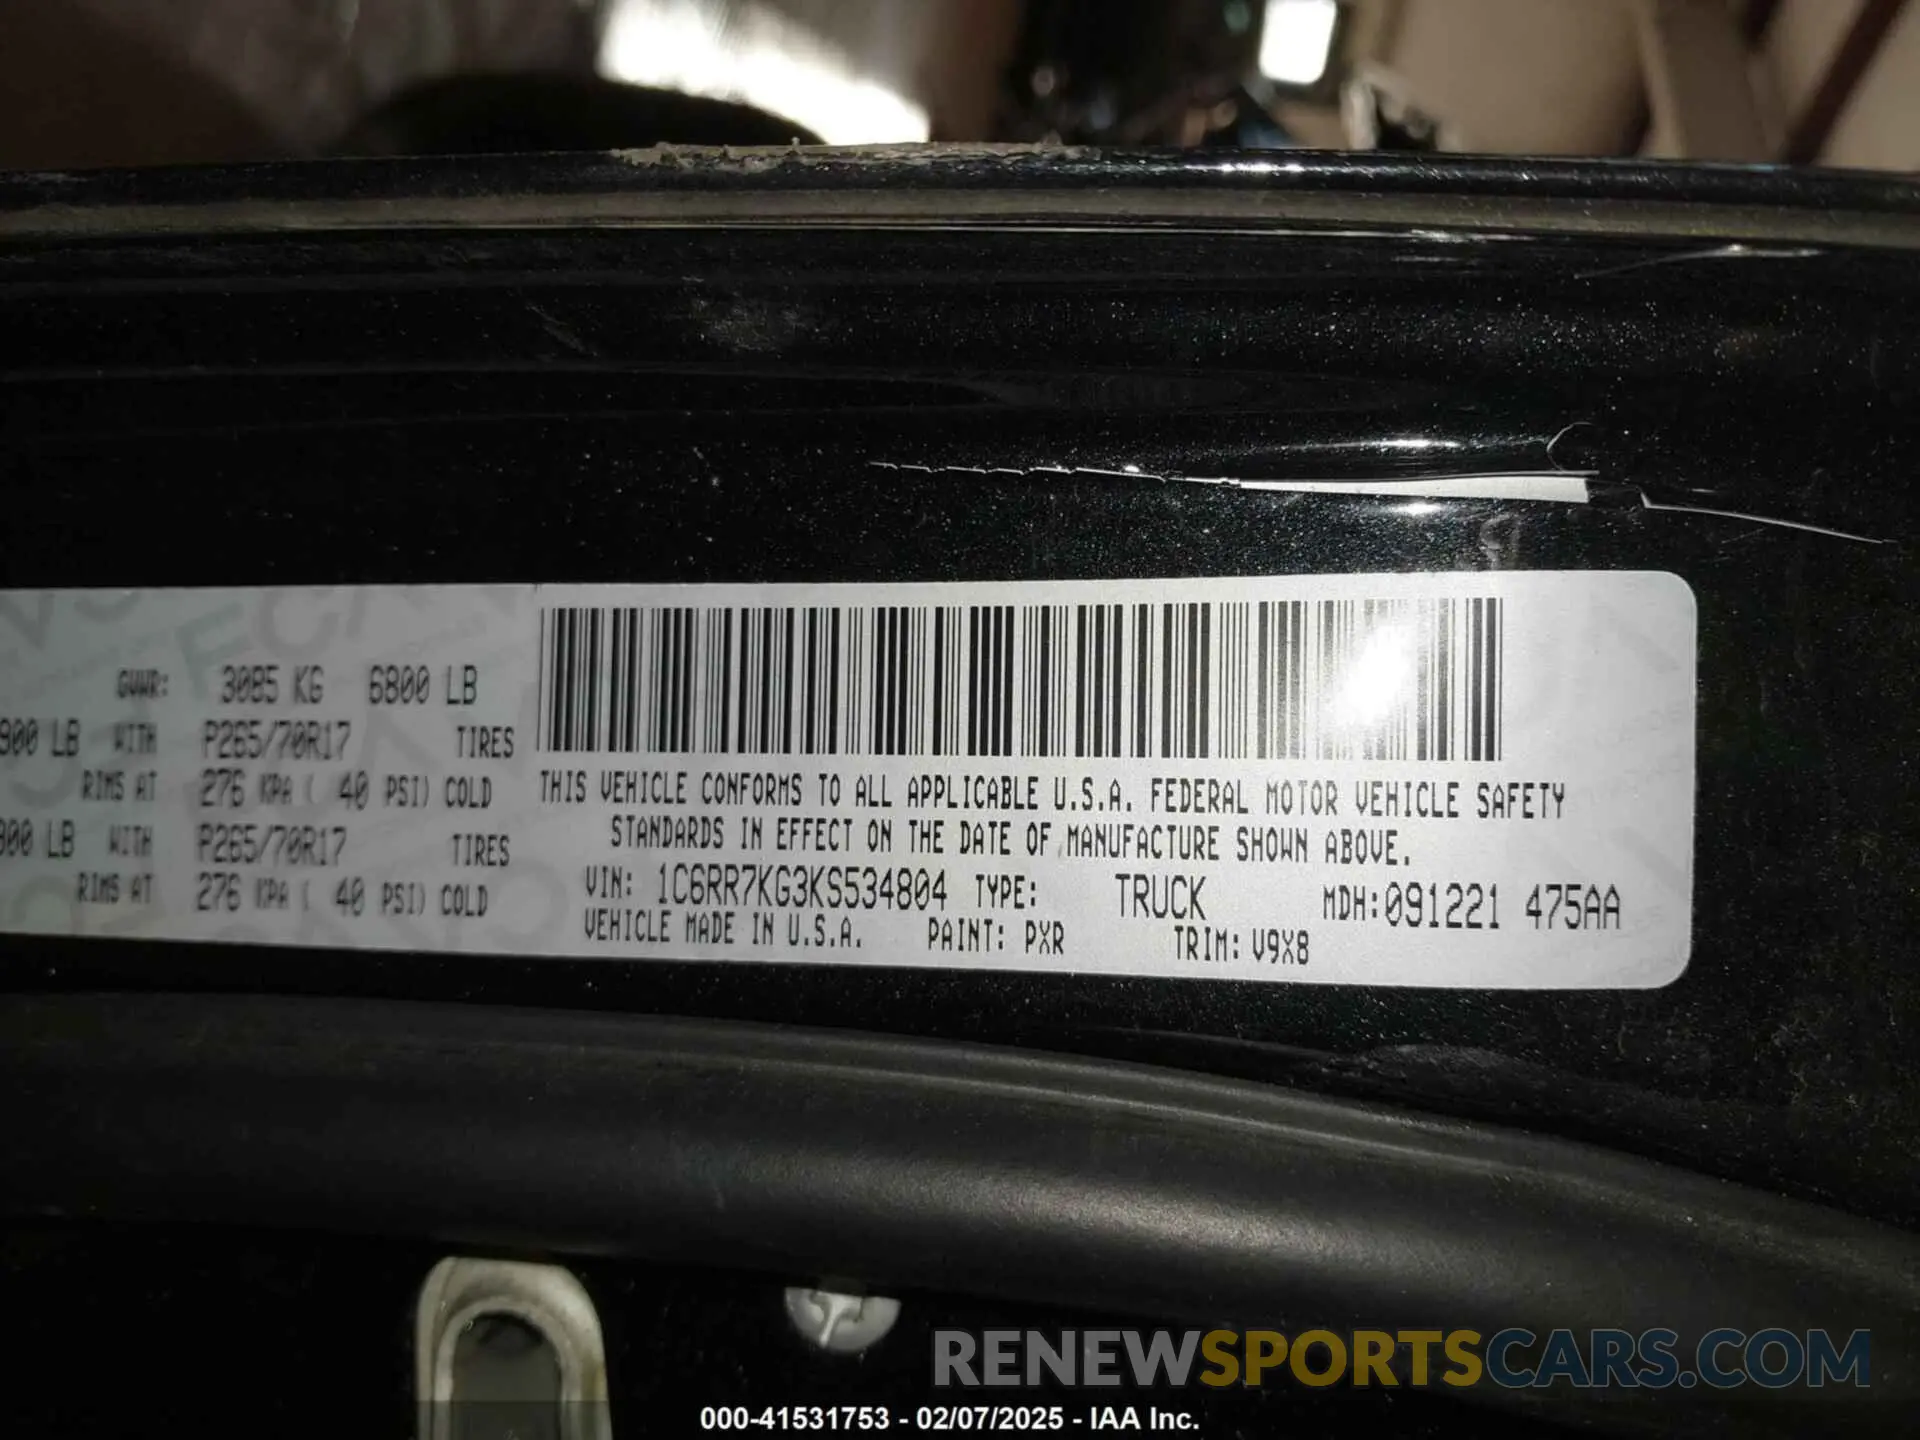 GVWR: 3085 KG 6800 LB
900 LB WITH P265/70R17 TIRES
RIMS AT 276 KPA ( 40 PSI) COLD
WITH P265/70R17 TIRES
RIMS AT 276 KPA ( 40 PSI) COLD
THIS VEHICLE CONFORMS TO ALL APPLICABLE U.S.A. FEDERAL MOTOR VEHICLE SAFETY
STANDARDS IN EFFECT ON THE DATE OF MANUFACTURE SHOWN ABOVE.
VIN: 1C6RR7KG3KS534804 TYPE: TRUCK MDH:091221 475AA
VEHICLE MADE IN U.S.A. PAINT: PXR TRIM: V9X8
RENEWSPORTSCARS.COM
000-41531753 - 02/07/2025 - IAA Inc.